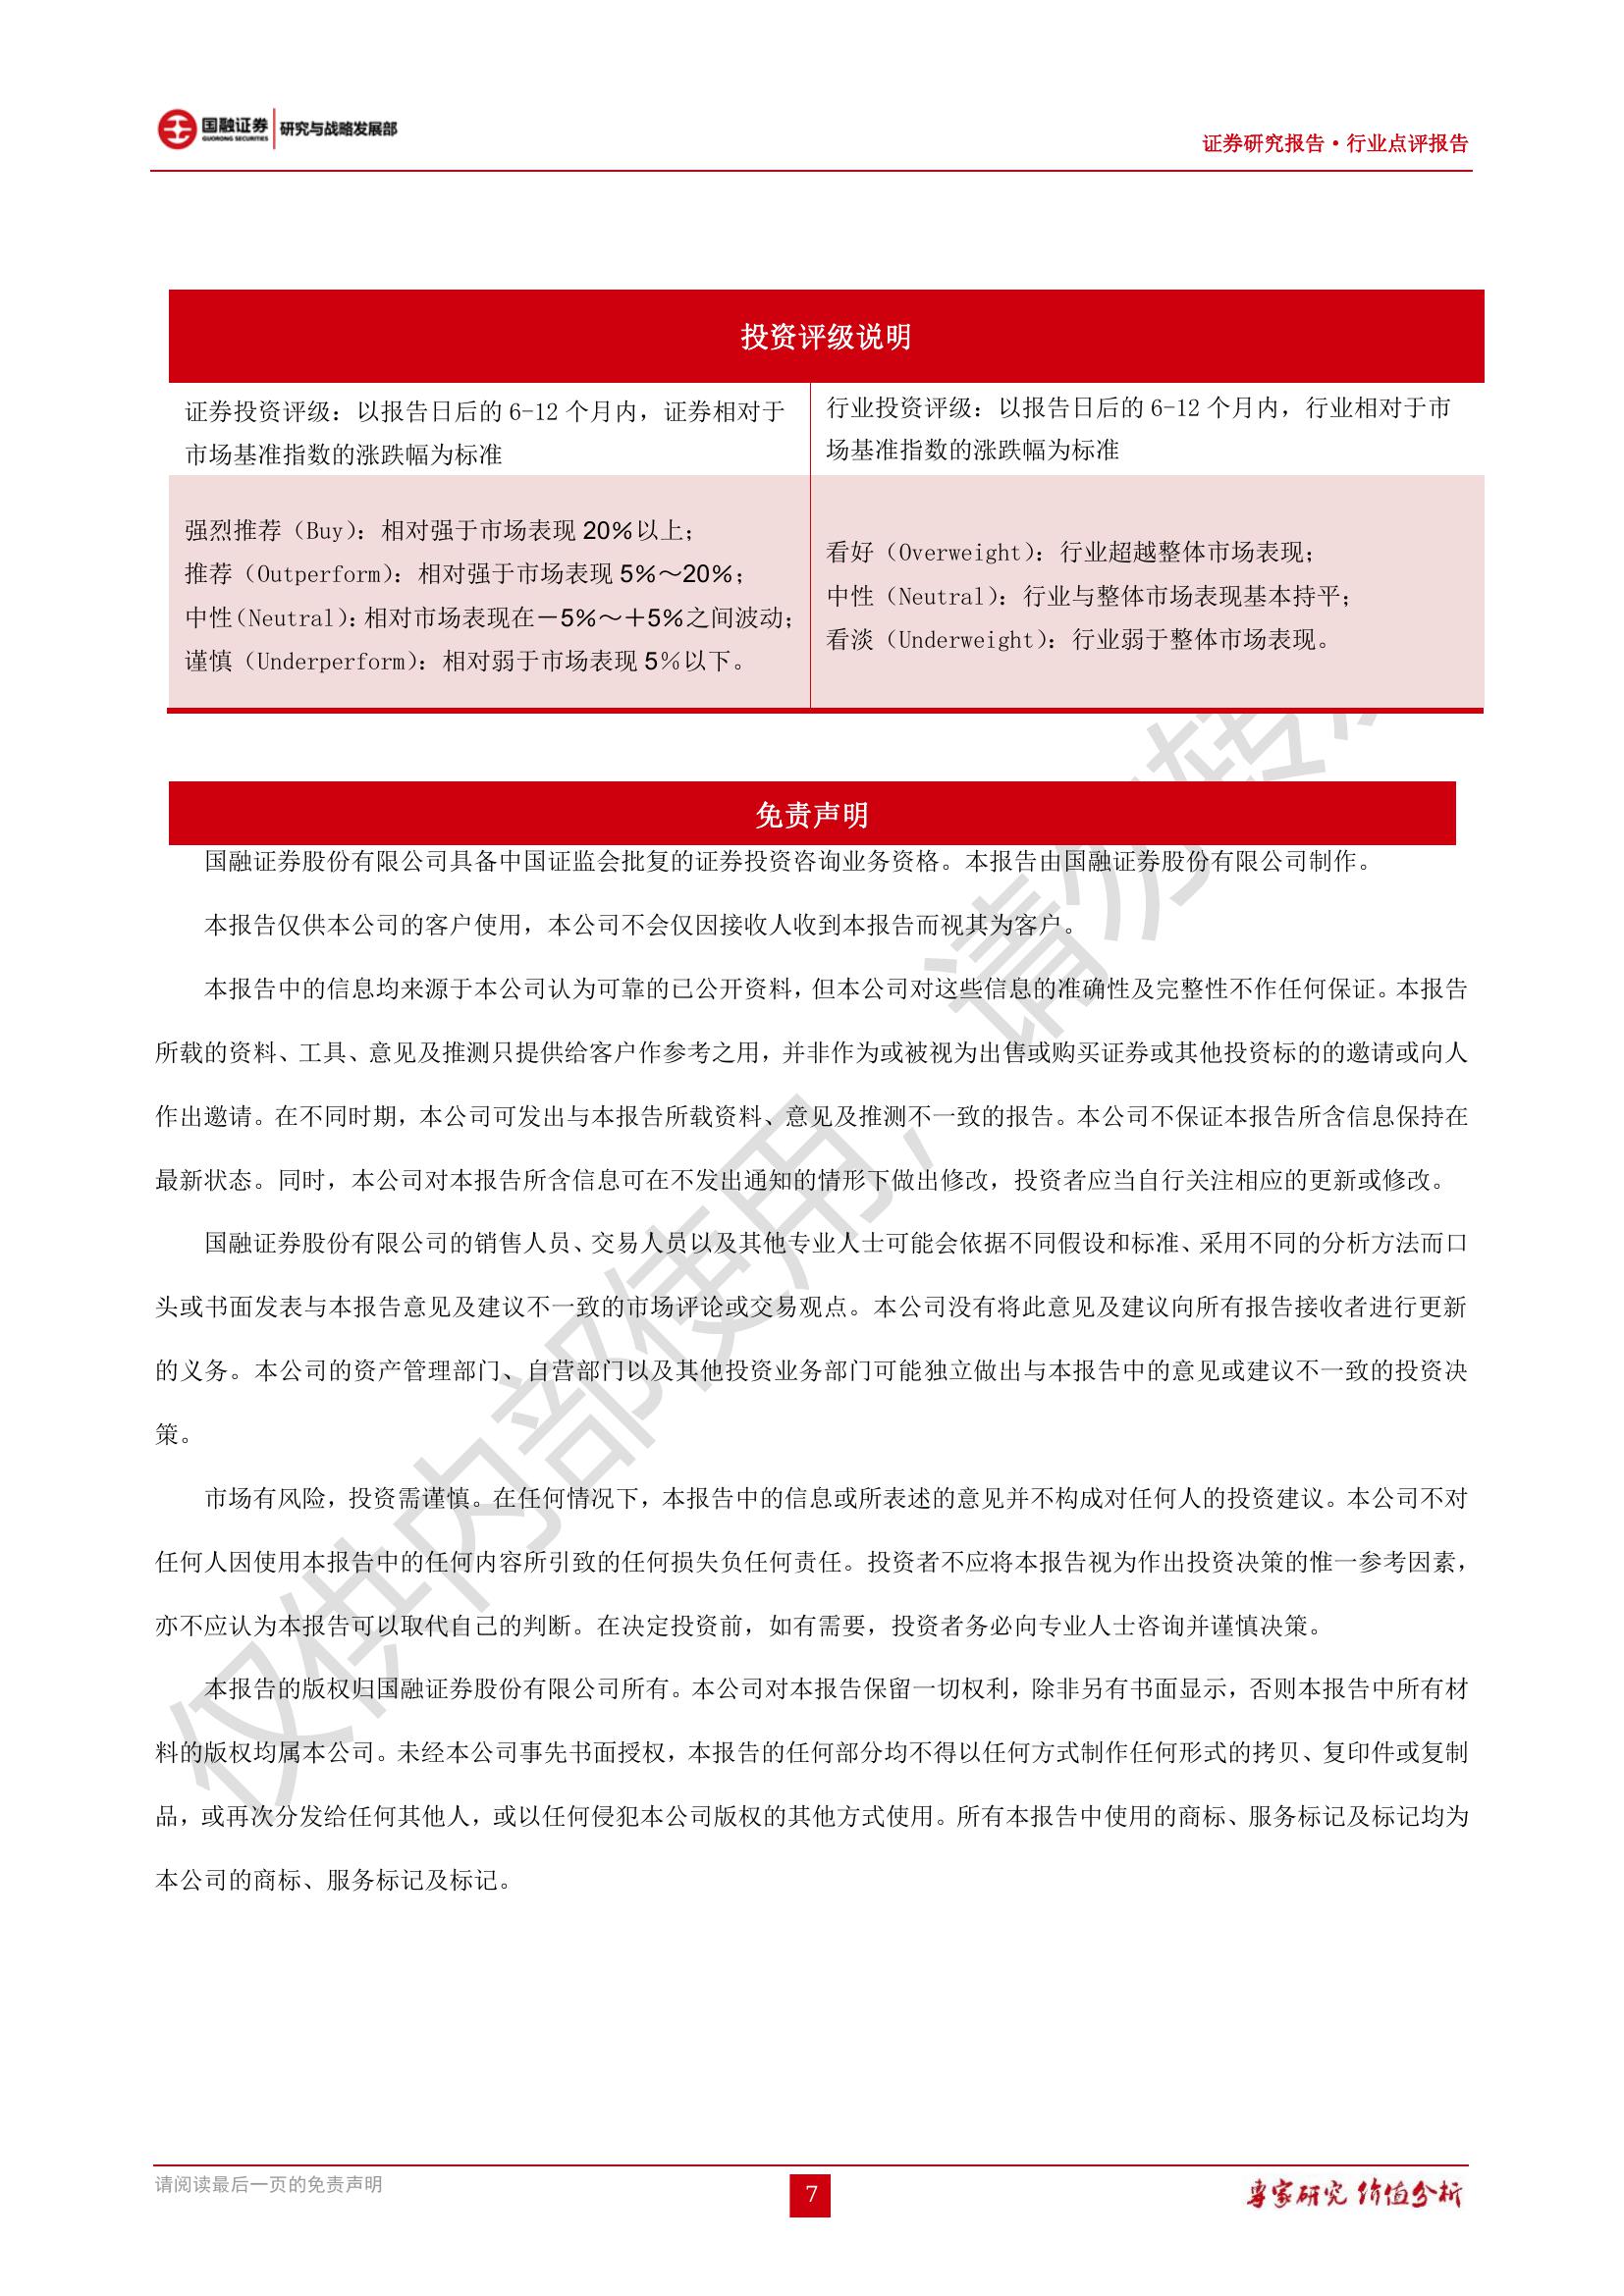 国融证券
GUORONG SECURITIES
研究与战略发展部
证券研究报告·行业点评报告
投资评级说明
证券投资评级：以报告日后的 6-12 个月内，证券相对于
市场基准指数的涨跌幅为标准
行业投资评级：以报告日后的 6-12 个月内，行业相对于市
场基准指数的涨跌幅为标准
强烈推荐（Buy）：相对强于市场表现 20％以上；
推荐（Outperform）：相对强于市场表现 5％～20％；
中性（Neutral）：相对市场表现在－5％～＋5％之间波动；
谨慎（Underperform）：相对弱于市场表现 5％以下。
看好（Overweight）：行业超越整体市场表现；
中性（Neutral）：行业与整体市场表现基本持平；
看淡（Underweight）：行业弱于整体市场表现。
免责声明
国融证券股份有限公司具备中国证监会批复的证券投资咨询业务资格。本报告由国融证券股份有限公司制作。
本报告仅供本公司的客户使用，本公司不会仅因接收人收到本报告而视其为客户。
本报告中的信息均来源于本公司认为可靠的已公开资料，但本公司对这些信息的准确性及完整性不作任何保证。本报告
所载的资料、工具、意见及推测只提供给客户作参考之用，并非作为或被视为出售或购买证券或其他投资标的的邀请或向人
作出邀请。在不同时期，本公司可发出与本报告所载资料、意见及推测不一致的报告。本公司不保证本报告所含信息保持在
最新状态。同时，本公司对本报告所含信息可在不发出通知的情形下做出修改，投资者应当自行关注相应的更新或修改。
国融证券股份有限公司的销售人员、交易人员以及其他专业人士可能会依据不同假设和标准、采用不同的分析方法而口
头或书面发表与本报告意见及建议不一致的市场评论或交易观点。本公司没有将此意见及建议向所有报告接收者进行更新
的义务。本公司的资产管理部门、自营部门以及其他投资业务部门可能独立做出与本报告中的意见或建议不一致的投资决
策。
市场有风险，投资需谨慎。在任何情况下，本报告中的信息或所表述的意见并不构成对任何人的投资建议。本公司不对
任何人因使用本报告中的任何内容所引致的任何损失负任何责任。投资者不应将本报告视为作出投资决策的惟一参考因素，
亦不应认为本报告可以取代自己的判断。在决定投资前，如有需要，投资者务必向专业人士咨询并谨慎决策。
本报告的版权归国融证券股份有限公司所有。本公司对本报告保留一切权利，除非另有书面显示，否则本报告中所有材
料的版权均属本公司。未经本公司事先书面授权，本报告的任何部分均不得以任何方式制作任何形式的拷贝、复印件或复制
品，或再次分发给任何其他人，或以任何侵犯本公司版权的其他方式使用。所有本报告中使用的商标、服务标记及标记均为
本公司的商标、服务标记及标记。
仅供内部使用，请勿转
请阅读最后一页的免责声明
7
专家研究 价值分析